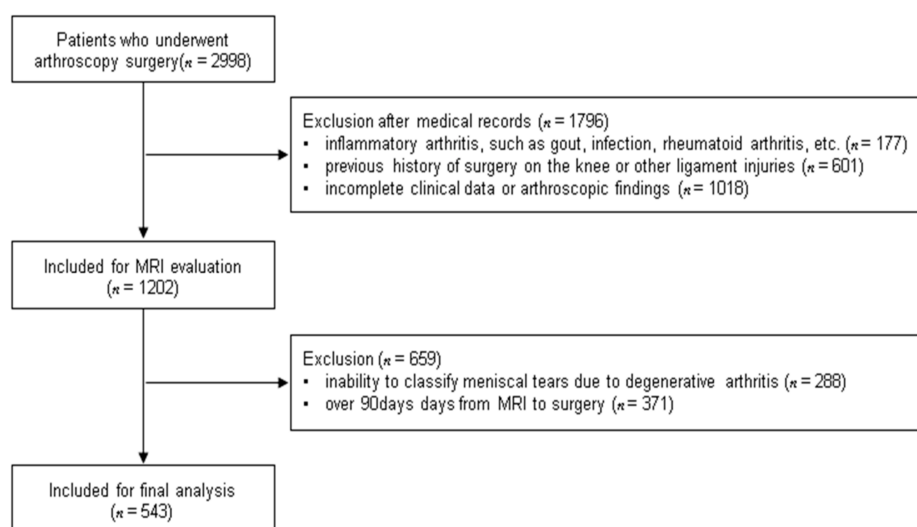 Patients who underwent
arthroscopy surgery(n = 2998)
Exclusion after medical records (n = 1796)
▪ inflammatory arthritis, such as gout, infection, rheumatoid arthritis, etc. (n = 177)
▪ previous history of surgery on the knee or other ligament injuries (n = 601)
▪ incomplete clinical data or arthroscopic findings (n = 1018)
Included for MRI evaluation
(n = 1202)
Exclusion (n = 659)
▪ inability to classify meniscal tears due to degenerative arthritis (n = 288)
▪ over 90days days from MRI to surgery (n = 371)
Included for final analysis
(n = 543)